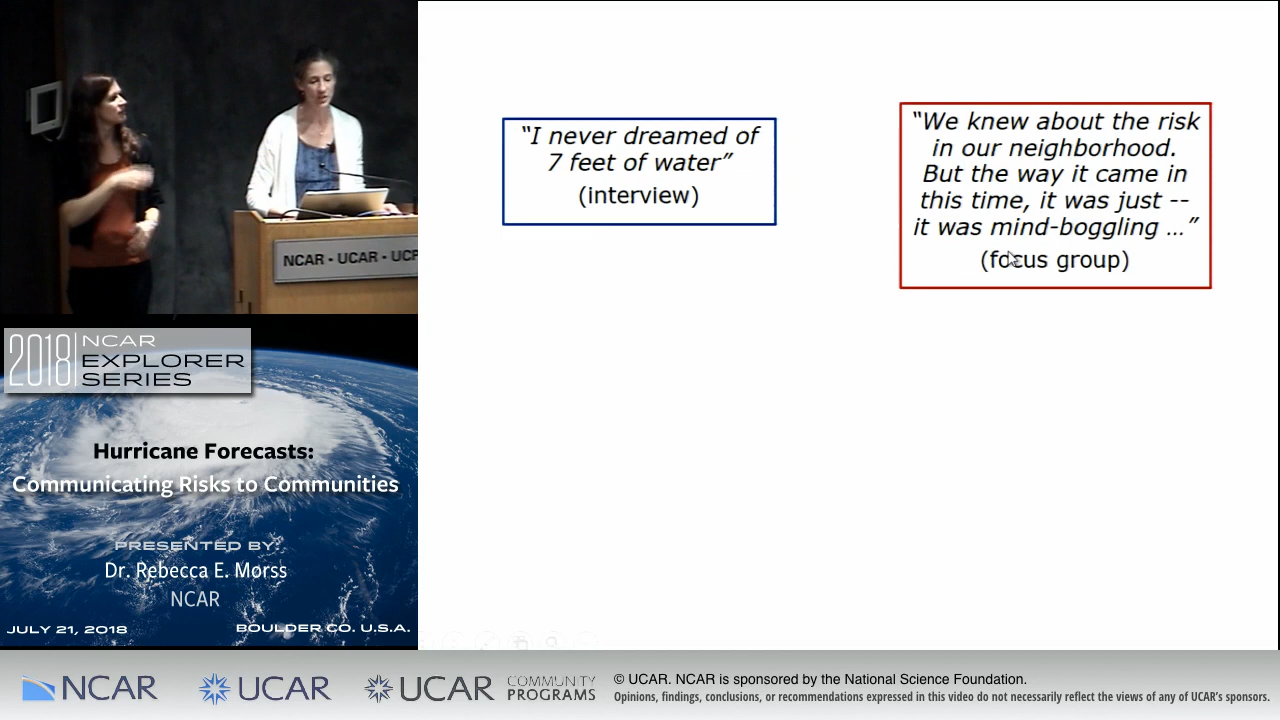 NCAR • UCAR • UCP
2018
NCAR
EXPLORER
SERIES
Hurricane Forecasts:
Communicating Risks to Communities
PRESENTED BY:
Dr. Rebecca E. Morss
NCAR
JULY 21, 2018
BOULDER CO. U.S.A.
“I never dreamed of
7 feet of water”
(interview)
“We knew about the risk
in our neighborhood.
But the way it came in
this time, it was just --
it was mind-boggling …”
(focus group)
NCAR
UCAR
UCAR
COMMUNITY
PROGRAMS
© UCAR. NCAR is sponsored by the National Science Foundation.
Opinions, findings, conclusions, or recommendations expressed in this video do not necessarily reflect the views of any of UCAR's sponsors.